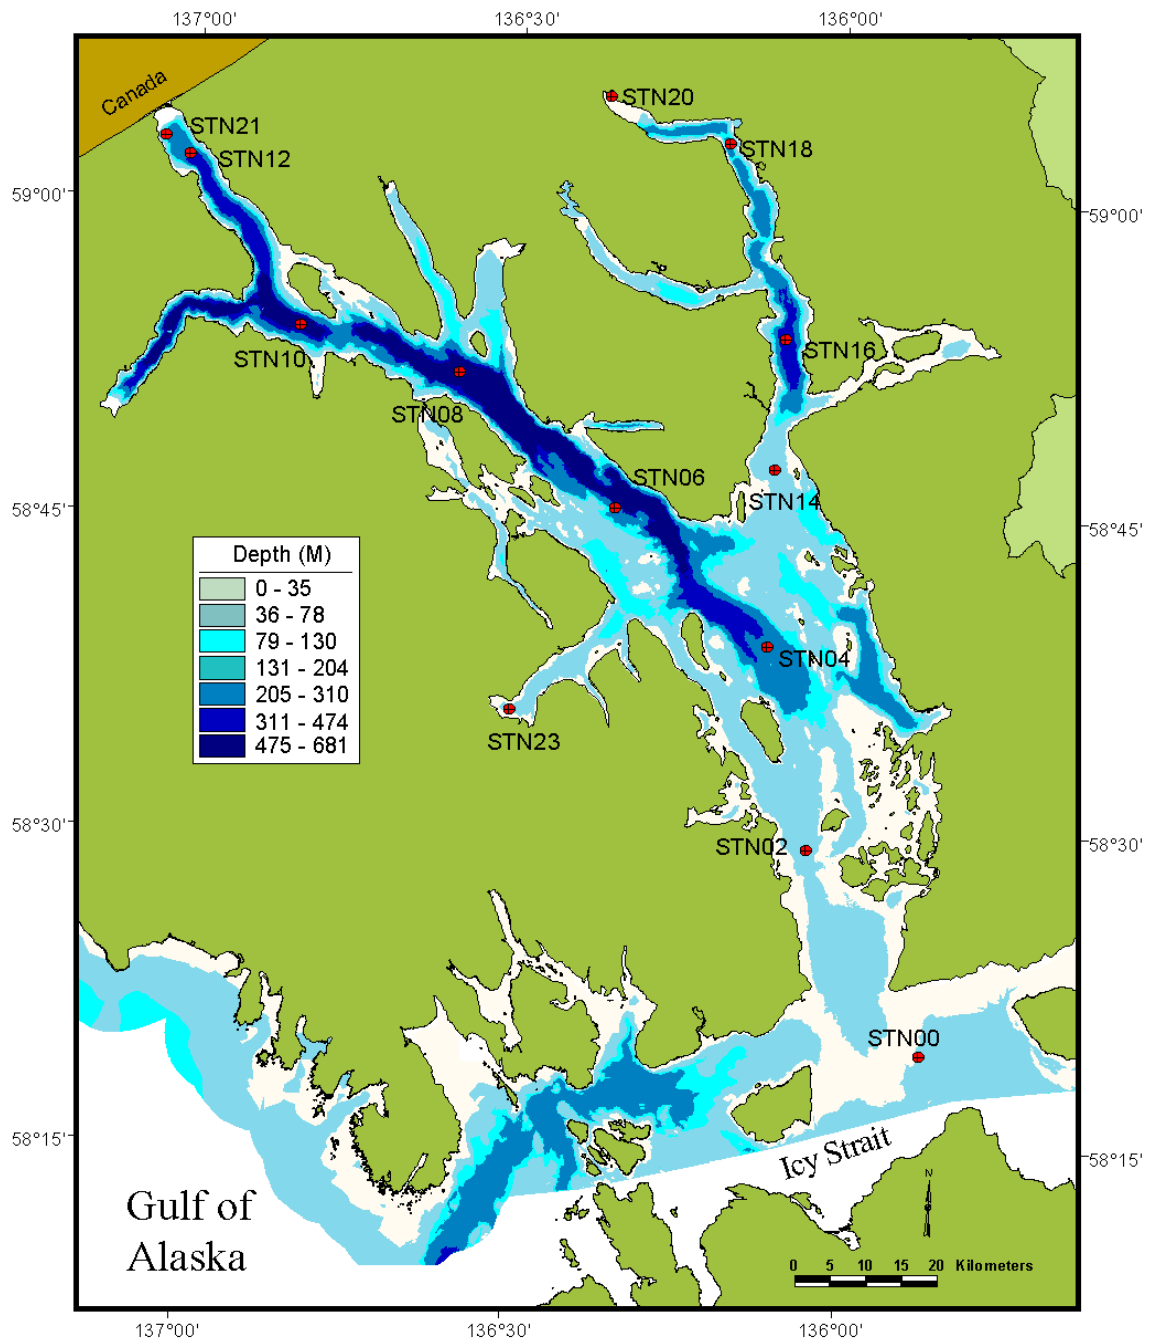 137°00' 136°30' 136°00'
Canada
STN20
STN21
STN18
STN12
59°00'
59°00'
STN16
STN10
STN08
STN06
STN14
58°45'
58°45'
Depth (M)
0 - 35
36 - 78
79 - 130
131 - 204
205 - 310
311 - 474
475 - 681
STN04
STN23
58°30'
STN02
58°30'
STN00
58°15'
Icy Strait
58°15'
N
Gulf of
Alaska
0 5 10 15 20 Kilometers
137°00' 136°30' 136°00'